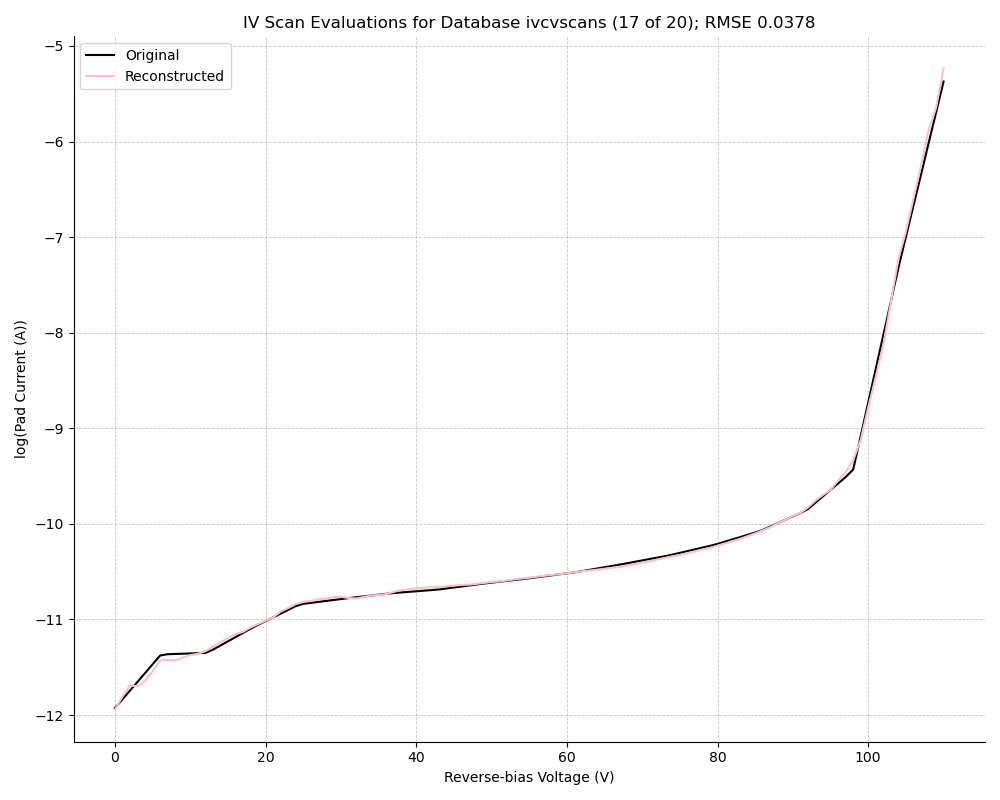 IV Scan Evaluations for Database ivcvscans (17 of 20); RMSE 0.0378
Original
Reconstructed
−5
−6
−7
−8
−9
−10
−11
−12
log(Pad Current (A))
0 20 40 60 80 100
Reverse-bias Voltage (V)